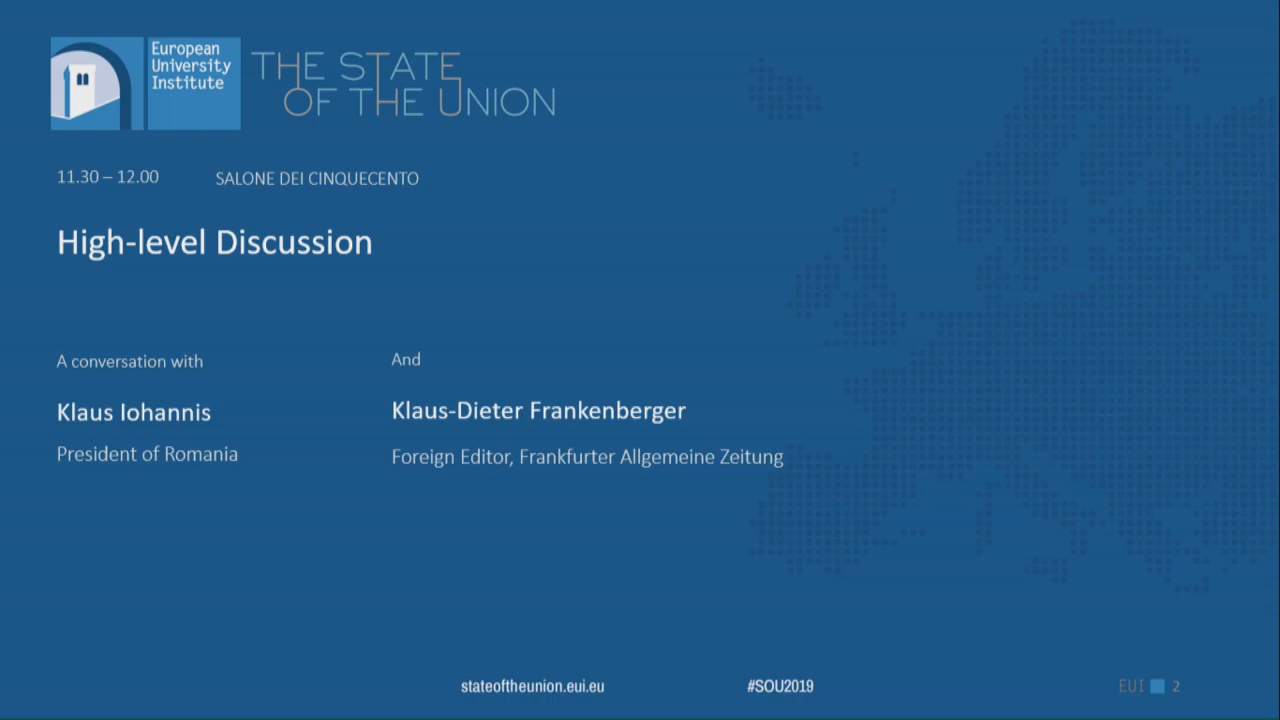 European
University
Institute
THE STATE
OF THE UNION
11.30 – 12.00 SALONE DEI CINQUECENTO
High-level Discussion
A conversation with And
Klaus Iohannis Klaus-Dieter Frankenberger
President of Romania Foreign Editor, Frankfurter Allgemeine Zeitung
stateoftheunion.eui.eu #SOU2019 EUI 2